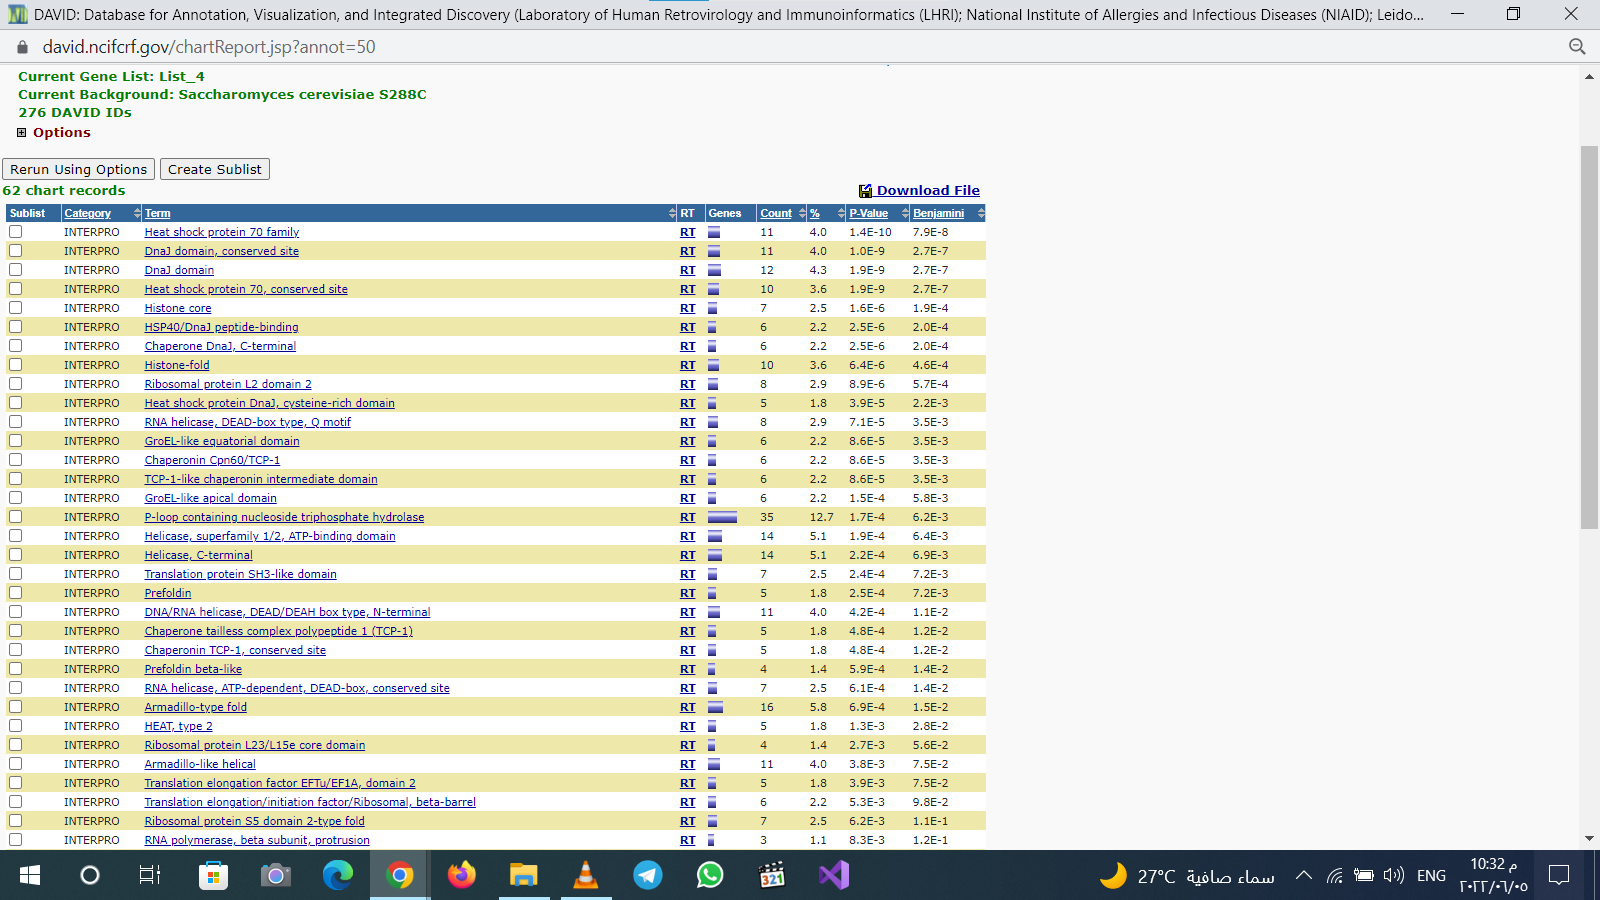 DAVID: Database for Annotation, Visualization, and Integrated Discovery (Laboratory of Human Retrovirology and Immunoinformatics (LHRI); National Institute of Allergies and Infectious Diseases (NIAID); Leido...
david.ncifcrf.gov/chartReport.jsp?annot=50
Current Gene List: List_4
Current Background: Saccharomyces cerevisiae S288C
276 DAVID IDs
Options
Rerun Using Options Create Sublist
62 chart records Download File
Sublist Category Term RT Genes Count % P-Value Benjamini
INTERPRO Heat shock protein 70 family RT 11 4.0 1.4E-10 7.9E-8
INTERPRO DnaJ domain, conserved site RT 11 4.0 1.0E-9 2.7E-7
INTERPRO DnaJ domain RT 12 4.3 1.9E-9 2.7E-7
INTERPRO Heat shock protein 70, conserved site RT 10 3.6 1.9E-9 2.7E-7
INTERPRO Histone core RT 7 2.5 1.6E-6 1.9E-4
INTERPRO HSP40/DnaJ peptide-binding RT 6 2.2 2.5E-6 2.0E-4
INTERPRO Chaperone DnaJ, C-terminal RT 6 2.2 2.5E-6 2.0E-4
INTERPRO Histone-fold RT 10 3.6 6.4E-6 4.6E-4
INTERPRO Ribosomal protein L2 domain 2 RT 8 2.9 8.9E-6 5.7E-4
INTERPRO Heat shock protein DnaJ, cysteine-rich domain RT 5 1.8 3.9E-5 2.2E-3
INTERPRO RNA helicase, DEAD-box type, Q motif RT 8 2.9 7.1E-5 3.5E-3
INTERPRO GroEL-like equatorial domain RT 6 2.2 8.6E-5 3.5E-3
INTERPRO Chaperonin Cpn60/TCP-1 RT 6 2.2 8.6E-5 3.5E-3
INTERPRO TCP-1-like chaperonin intermediate domain RT 6 2.2 8.6E-5 3.5E-3
INTERPRO GroEL-like apical domain RT 6 2.2 1.5E-4 5.8E-3
INTERPRO P-loop containing nucleoside triphosphate hydrolase RT 35 12.7 1.7E-4 6.2E-3
INTERPRO Helicase, superfamily 1/2, ATP-binding domain RT 14 5.1 1.9E-4 6.4E-3
INTERPRO Helicase, C-terminal RT 14 5.1 2.2E-4 6.9E-3
INTERPRO Translation protein SH3-like domain RT 7 2.5 2.4E-4 7.2E-3
INTERPRO Prefoldin RT 5 1.8 2.5E-4 7.2E-3
INTERPRO DNA/RNA helicase, DEAD/DEAH box type, N-terminal RT 11 4.0 4.2E-4 1.1E-2
INTERPRO Chaperone tailless complex polypeptide 1 (TCP-1) RT 5 1.8 4.8E-4 1.2E-2
INTERPRO Chaperonin TCP-1, conserved site RT 5 1.8 4.8E-4 1.2E-2
INTERPRO Prefoldin beta-like RT 4 1.4 5.9E-4 1.4E-2
INTERPRO RNA helicase, ATP-dependent, DEAD-box, conserved site RT 7 2.5 6.1E-4 1.4E-2
INTERPRO Armadillo-type fold RT 16 5.8 6.9E-4 1.5E-2
INTERPRO HEAT, type 2 RT 5 1.8 1.3E-3 2.8E-2
INTERPRO Ribosomal protein L23/L15e core domain RT 4 1.4 2.7E-3 5.6E-2
INTERPRO Armadillo-like helical RT 11 4.0 3.8E-3 7.5E-2
INTERPRO Translation elongation factor EFTu/EF1A, domain 2 RT 5 1.8 3.9E-3 7.5E-2
INTERPRO Translation elongation/initiation factor/Ribosomal, beta-barrel RT 6 2.2 5.3E-3 9.8E-2
INTERPRO Ribosomal protein S5 domain 2-type fold RT 7 2.5 6.2E-3 1.1E-1
INTERPRO RNA polymerase, beta subunit, protrusion RT 3 1.1 8.3E-3 1.2E-1
321
27°C سماء صافية
ENG
10:32 م
٢٠٢٢/٠٦/٠٥